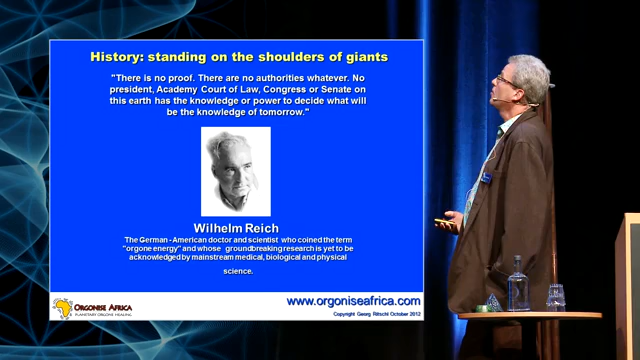 History: standing on the shoulders of giants
"There is no proof. There are no authorities whatever. No
president, Academy Court of Law, Congress or Senate on
this earth has the knowledge or power to decide what will
be the knowledge of tomorrow."
Wilhelm Reich
The German - American doctor and scientist who coined the term
"orgone energy" and whose groundbreaking research is yet to be
acknowledged by mainstream medical, biological and physical
science.
ORGONISE AFRICA
PLANETARY ORGONE HEALING
www.orgoniseafrica.com
Copyright Georg Ritschl October 2012